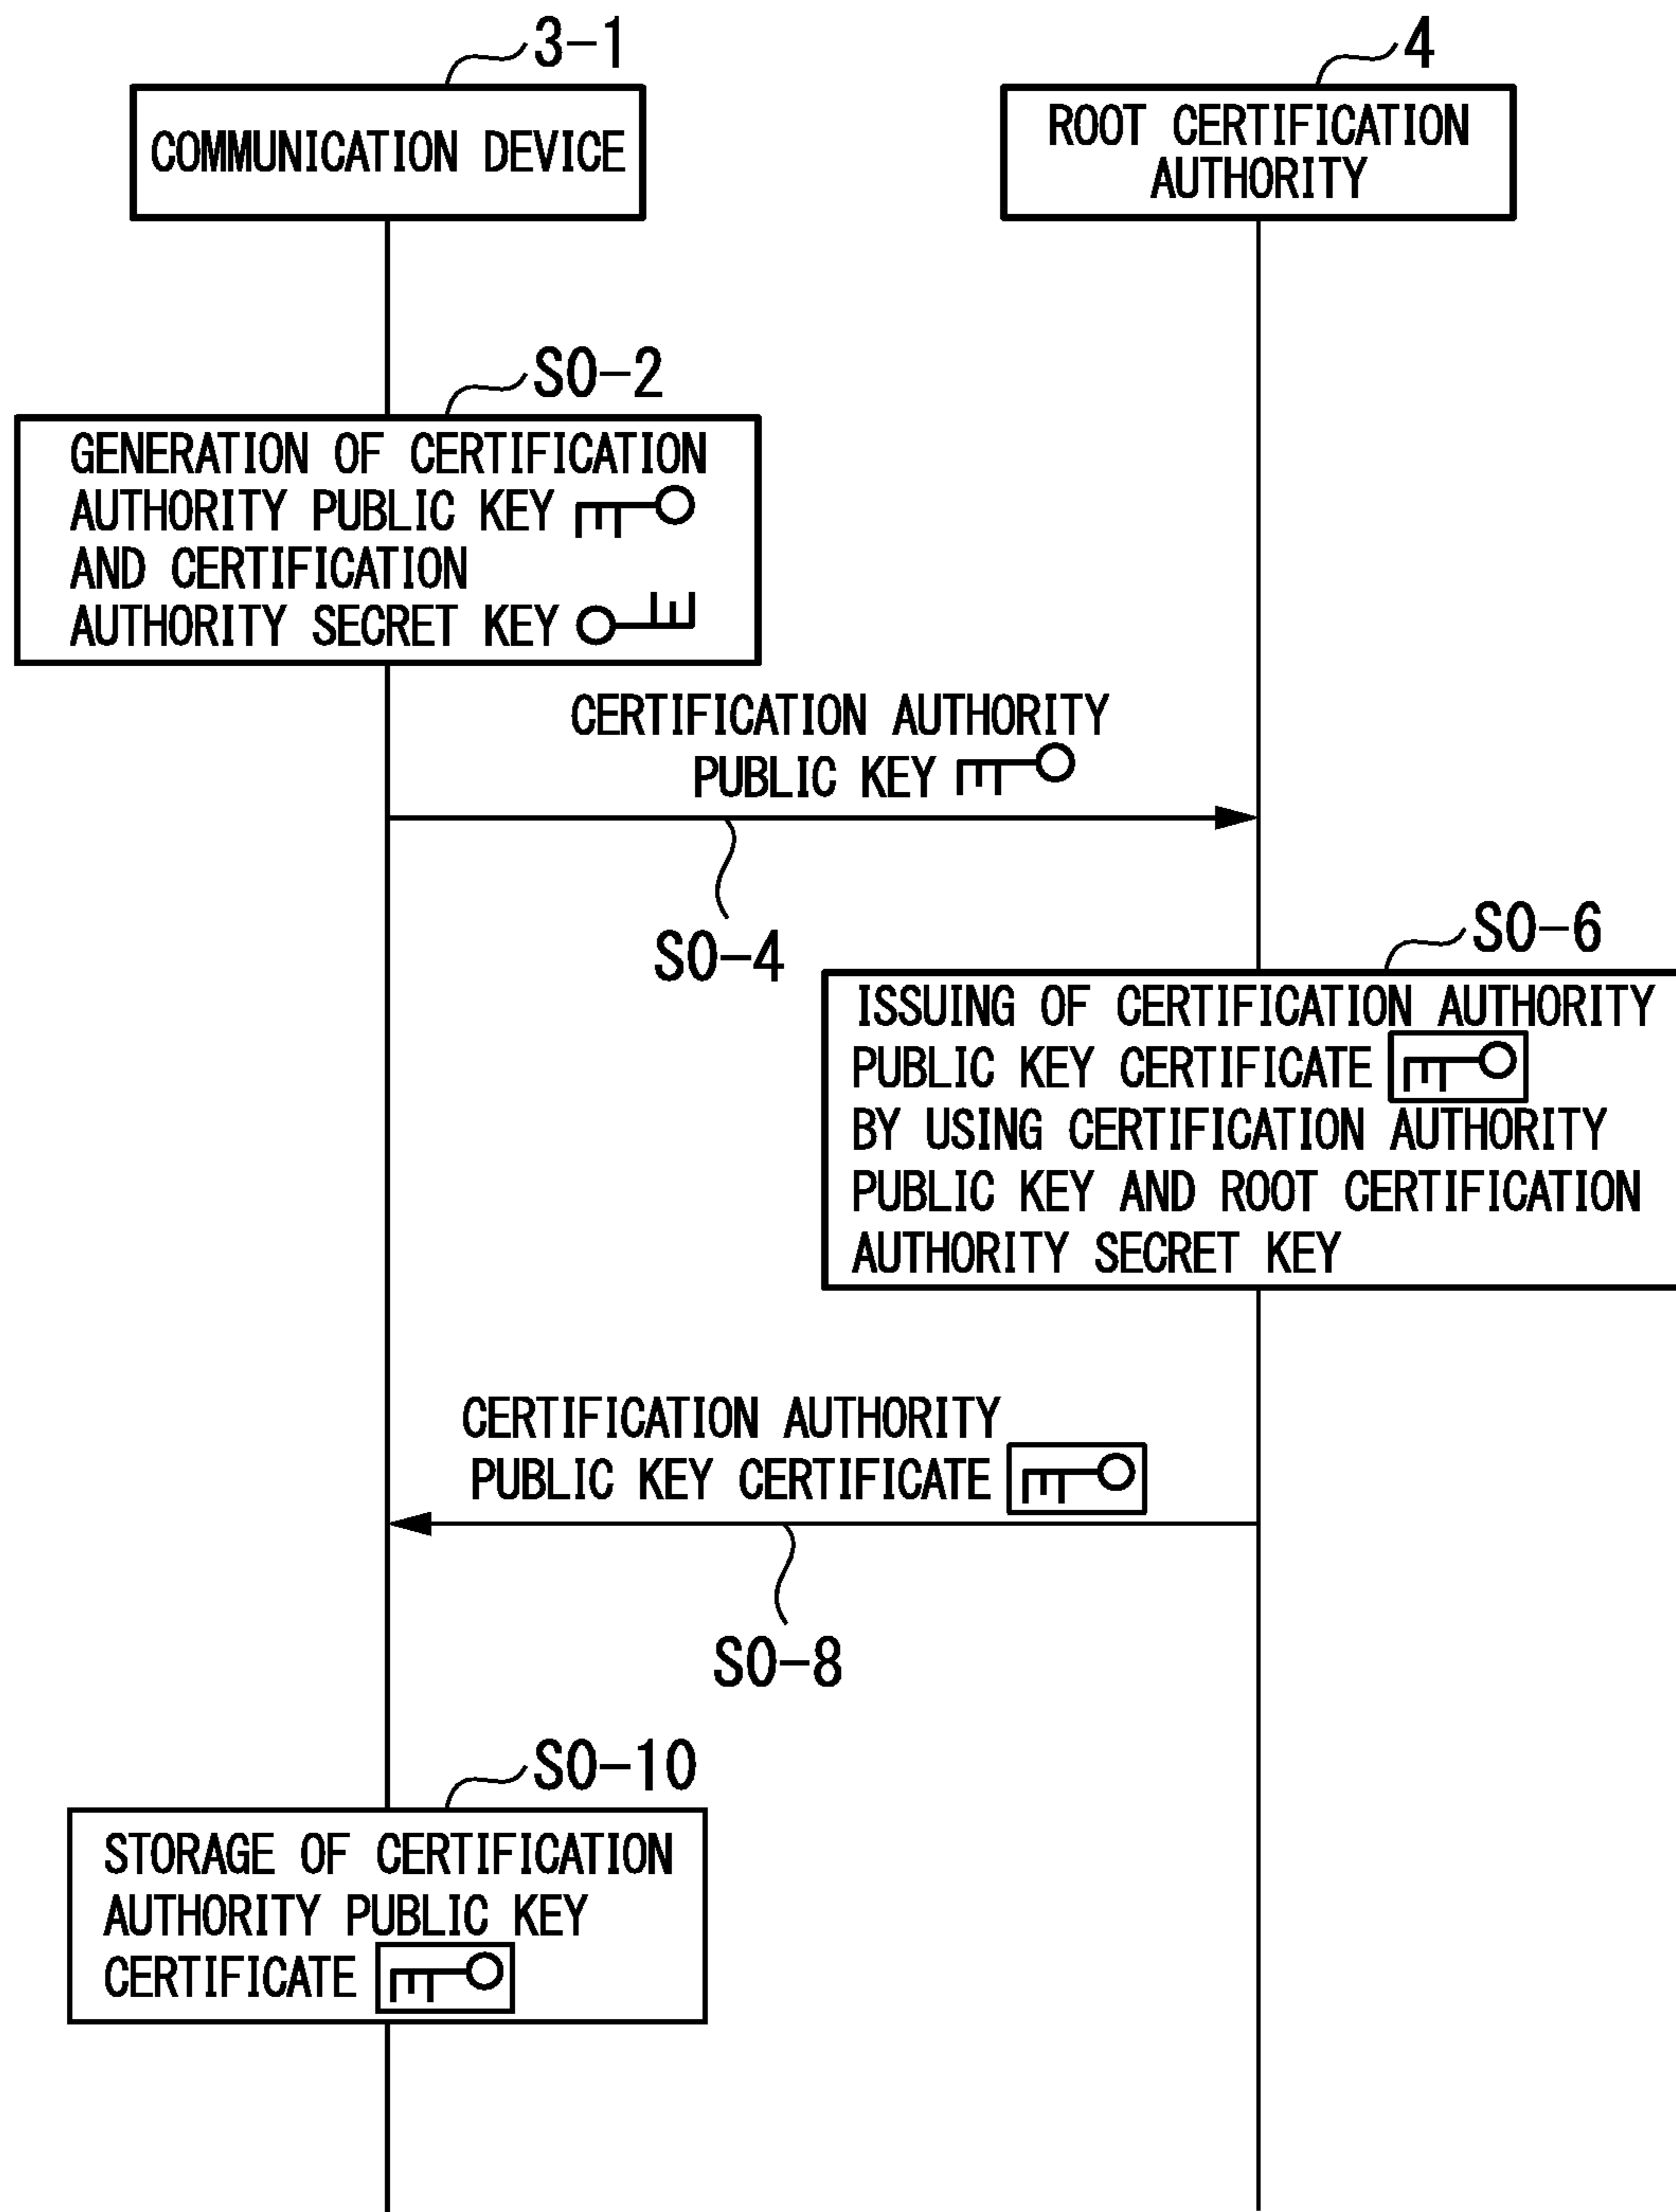 3-1
4
COMMUNICATION DEVICE
ROOT CERTIFICATION
AUTHORITY
S0-2
GENERATION OF CERTIFICATION
AUTHORITY PUBLIC KEY
AND CERTIFICATION
AUTHORITY SECRET KEY
CERTIFICATION AUTHORITY
PUBLIC KEY
S0-4
S0-6
ISSUING OF CERTIFICATION AUTHORITY
PUBLIC KEY CERTIFICATE
BY USING CERTIFICATION AUTHORITY
PUBLIC KEY AND ROOT CERTIFICATION
AUTHORITY SECRET KEY
CERTIFICATION AUTHORITY
PUBLIC KEY CERTIFICATE
S0-8
S0-10
STORAGE OF CERTIFICATION
AUTHORITY PUBLIC KEY
CERTIFICATE